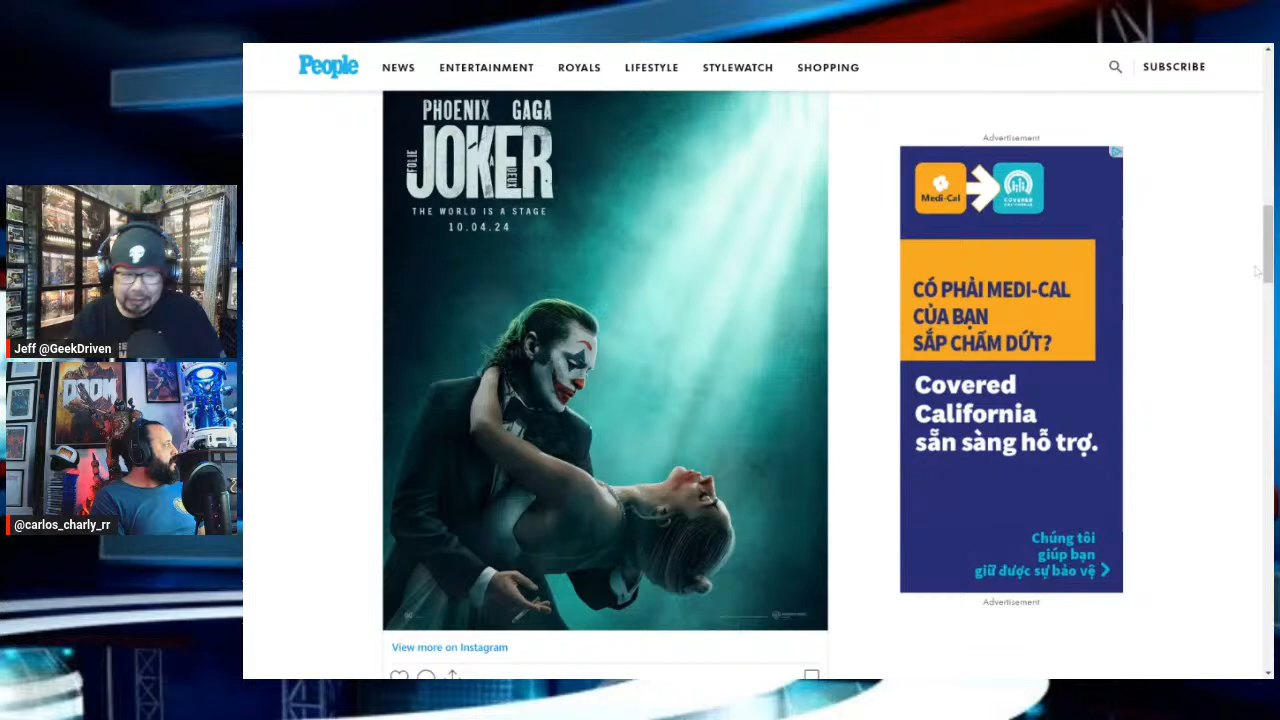 People
NEWS
ENTERTAINMENT
ROYALS
LIFESTYLE
STYLEWATCH
SHOPPING
SUBSCRIBE
PHOENIX GAGA
JOKER
FOLIE
A
DEUX
THE WORLD IS A STAGE
10.04.24
View more on Instagram
Advertisement
Medi-Cal
COVERED
CÓ PHẢI MEDI-CAL
CỦA BẠN
SẮP CHẤM DỨT?
Covered
California
sẵn sàng hỗ trợ.
Chúng tôi
giúp bạn
giữ được sự bảo vệ
Advertisement
Jeff @GeekDriven
DOOM
@carlos_charly_rr